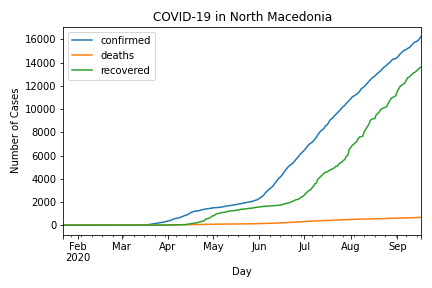 COVID-19 in North Macedonia
confirmed
deaths
recovered
Number of Cases
16000
14000
12000
10000
8000
6000
4000
2000
0
Feb Mar Apr May Jun Jul Aug Sep
2020
Day